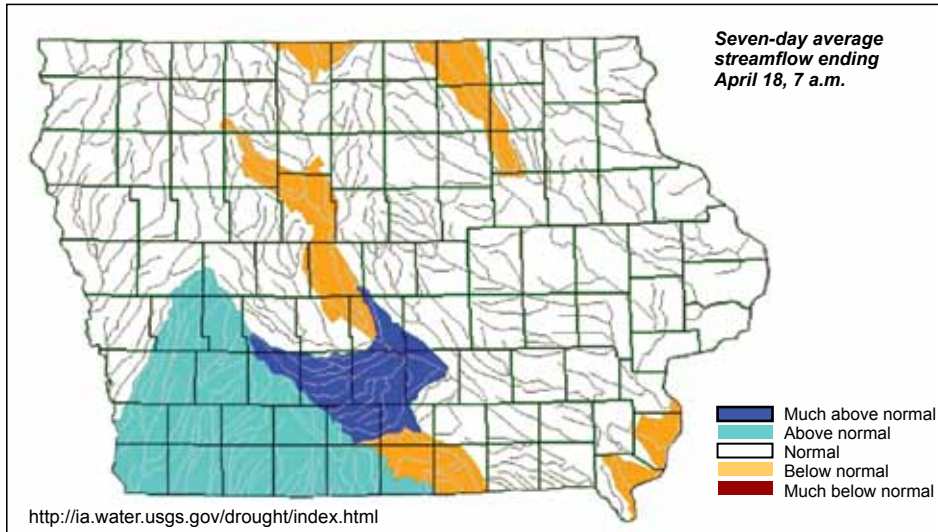 Seven-day average
streamflow ending
April 18, 7 a.m.
Much above normal
Above normal
Normal
Below normal
Much below normal
http://ia.water.usgs.gov/drought/index.html